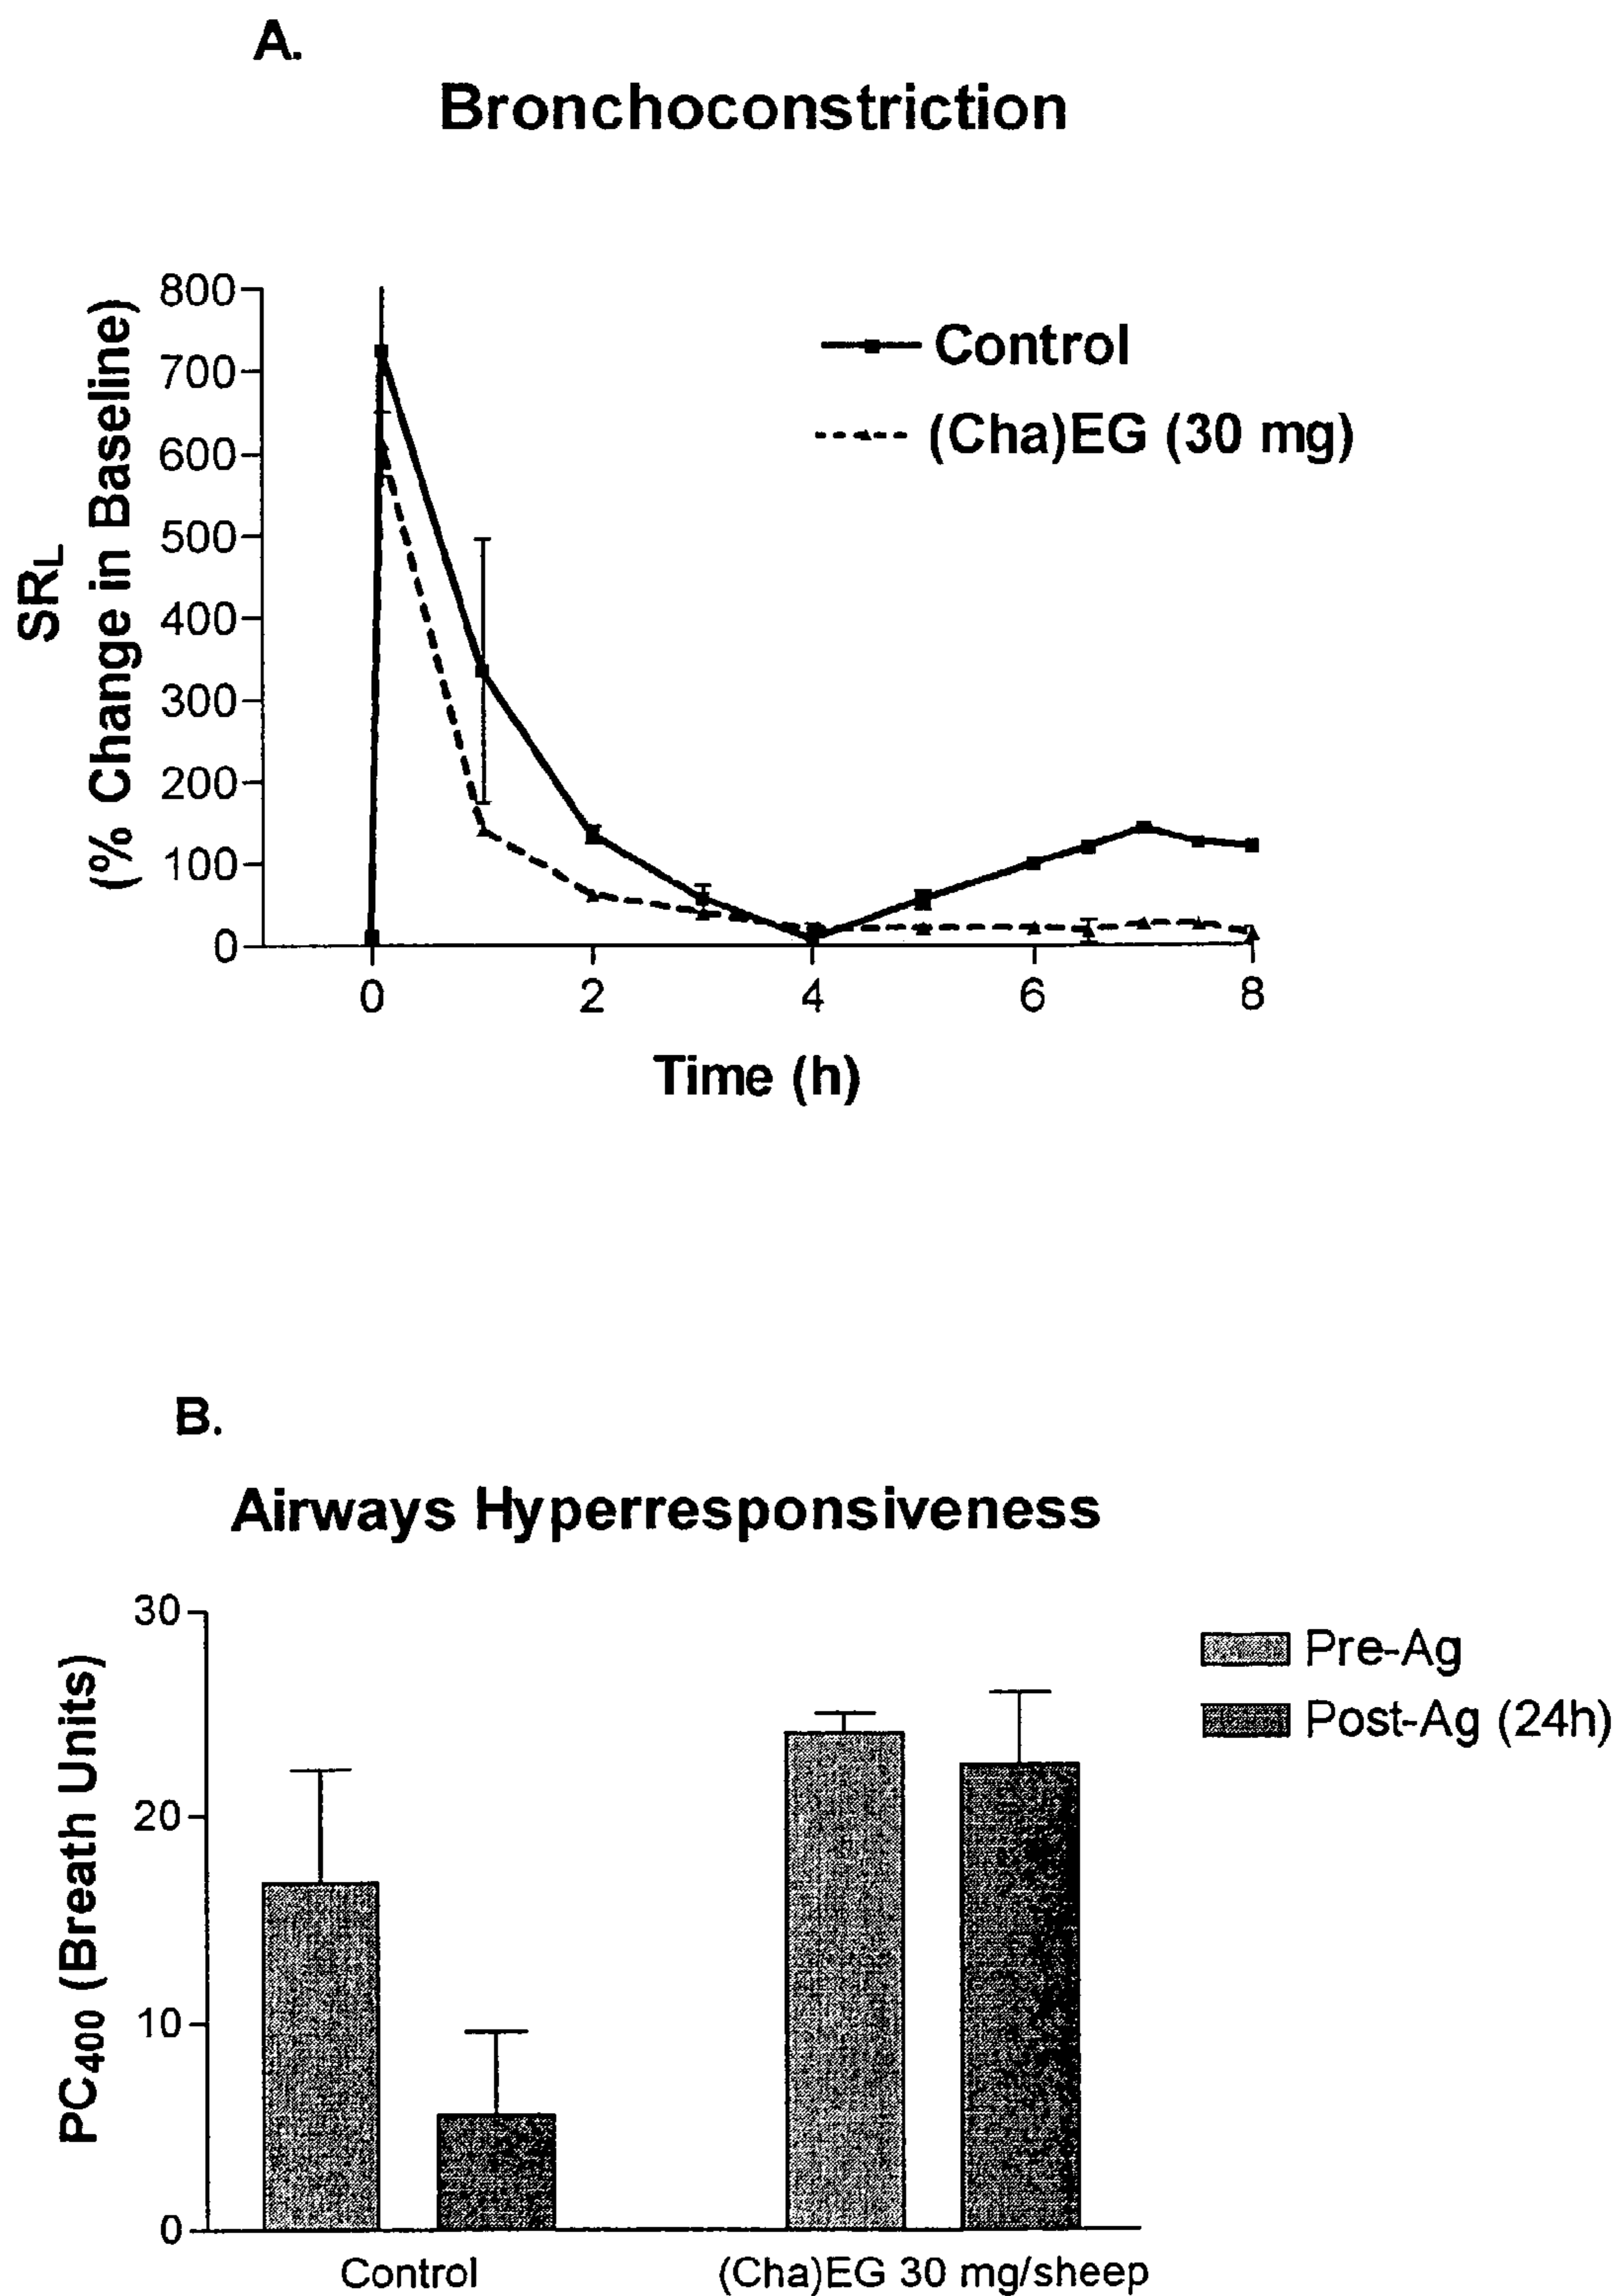 A.
Bronchoconstriction
SRL
(% Change in Baseline)
800
700
600
500
400
300
200
100
0
Control
(Cha)EG (30 mg)
0 2 4 6 8
Time (h)
B.
Airways Hyperresponsiveness
PC400 (Breath Units)
30
20
10
0
Pre-Ag
Post-Ag (24h)
Control (Cha)EG 30 mg/sheep